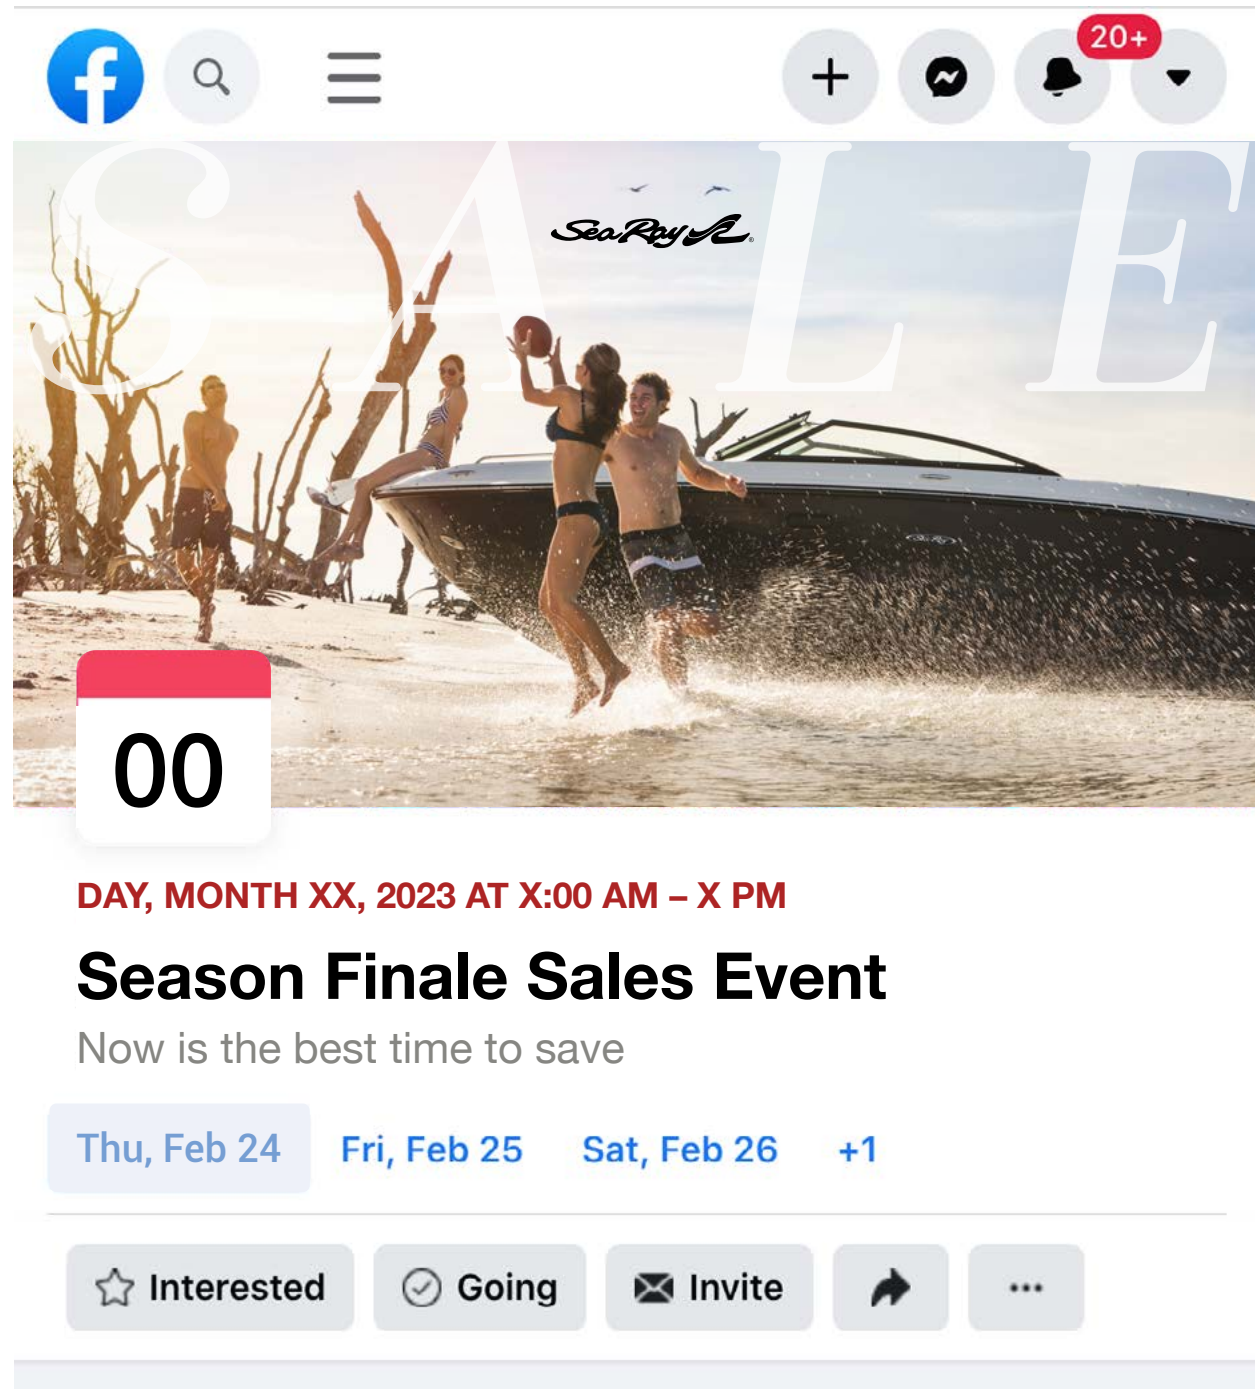 20+
SALE
Sea Ray
00
DAY, MONTH XX, 2023 AT X:00 AM – X PM
Season Finale Sales Event
Now is the best time to save
Thu, Feb 24 Fri, Feb 25 Sat, Feb 26 +1
Interested Going Invite ...